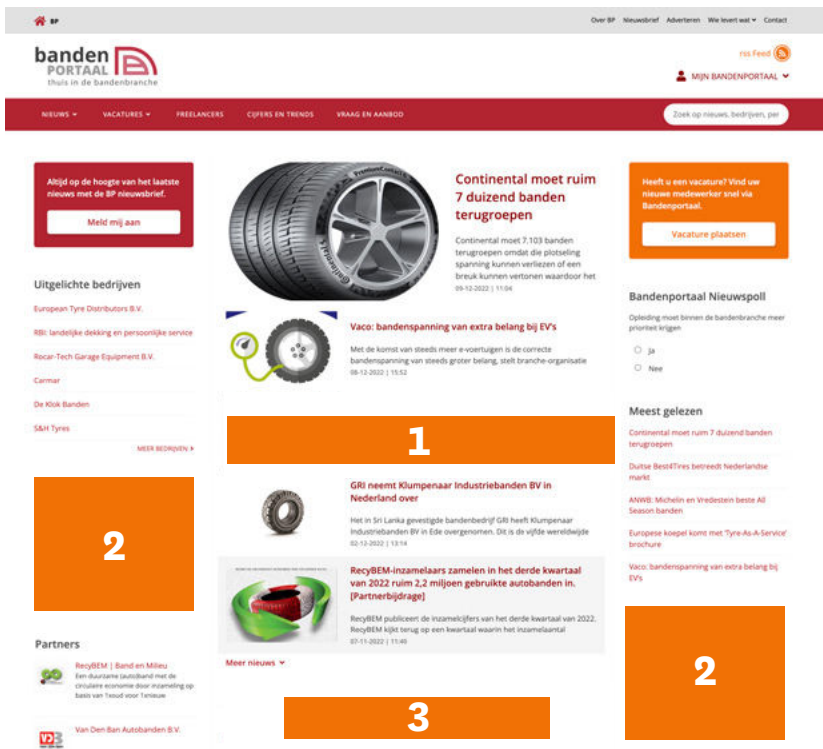 BP
Over BP Nieuwsbrief Adverteren Wie levert wat Contact
banden
PORTAAL
thuis in de bandenbranche
rss Feed
MIJN BANDENPORTAAL
NIEUWS VACATURES FREELANCERS CIJFERS EN TRENDS VRAAG EN AANBOD
Zoek op nieuws, bedrijven, per
Altijd op de hoogte van het laatste
nieuws met de BP nieuwsbrief.
Meld mij aan
Uitgelichte bedrijven
European Tyre Distributors B.V.
RBI: landelijke dekking en persoonlijke service
Rocar-Tech Garage Equipment B.V.
Carmar
De Klok Banden
S&H Tyres
MEER BEDRIJVEN
2
Partners
RecyBEM | Band en Milieu
Een duurzame (auto)band met de
circulaire economie door inzameling op
basis van 1voud voor 1nieuw
Van Den Ban Autobanden B.V.
PremiumContact
Continental
Continental moet ruim
7 duizend banden
terugroepen
Continental moet 7.103 banden
terugroepen omdat die plotseling
spanning kunnen verliezen of een
breuk kunnen vertonen waardoor het
09-12-2022 | 11:04
Vaco: bandenspanning van extra belang bij EV's
Met de komst van steeds meer e-voertuigen is de correcte
bandenspanning van steeds groter belang, stelt branche-organisatie
08-12-2022 | 15:52
1
GRI neemt Klumpenaar Industriebanden BV in
Nederland over
Het in Sri Lanka gevestigde bandenbedrijf GRI heeft Klumpenaar
Industriebanden BV in Ede overgenomen. Dit is de vijfde wereldwijde
02-12-2022 | 13:14
RecyBEM-inzamelaars zamelen in het derde kwartaal
van 2022 ruim 2,2 miljoen gebruikte autobanden in.
[Partnerbijdrage]
RecyBEM publiceert de inzamelcijfers van het derde kwartaal van 2022.
RecyBEM kijkt terug op een kwartaal waarin het inzamelaantal
07-11-2022 | 11:40
Meer nieuws
3
Heeft u een vacature? Vind uw
nieuwe medewerker snel via
Bandenportaal.
Vacature plaatsen
Bandenportaal Nieuwspoll
Opleiding moet binnen de bandenbranche meer
prioriteit krijgen
Ja
Nee
Meest gelezen
Continental moet ruim 7 duizend banden
terugroepen
Duitse Best4Tires betreedt Nederlandse
markt
ANWB: Michelin en Vredestein beste All
Season banden
Europese koepel komt met 'Tyre-As-A-Service'
brochure
Vaco: bandenspanning van extra belang bij
EV's
2